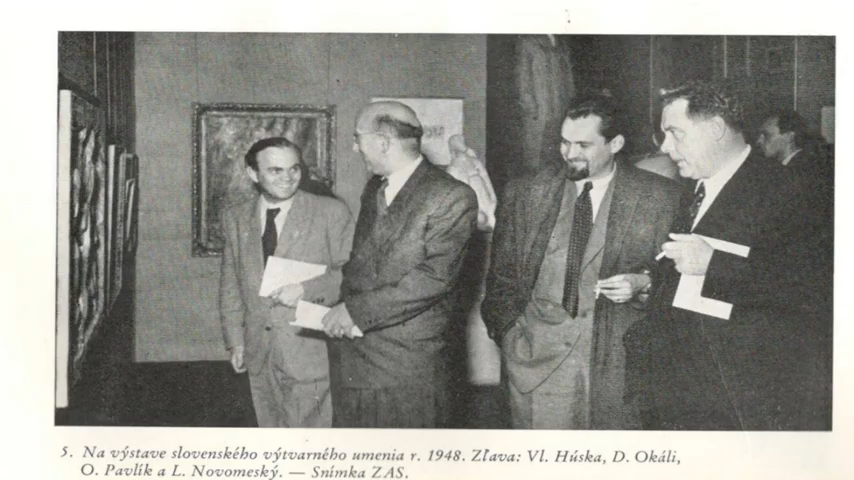 5. Na výstave slovenského výtvarného umenia r. 1948. Zľava: Vl. Húska, D. Okáli,
O. Pavlík a L. Novomeský. — Snímka ZAS.